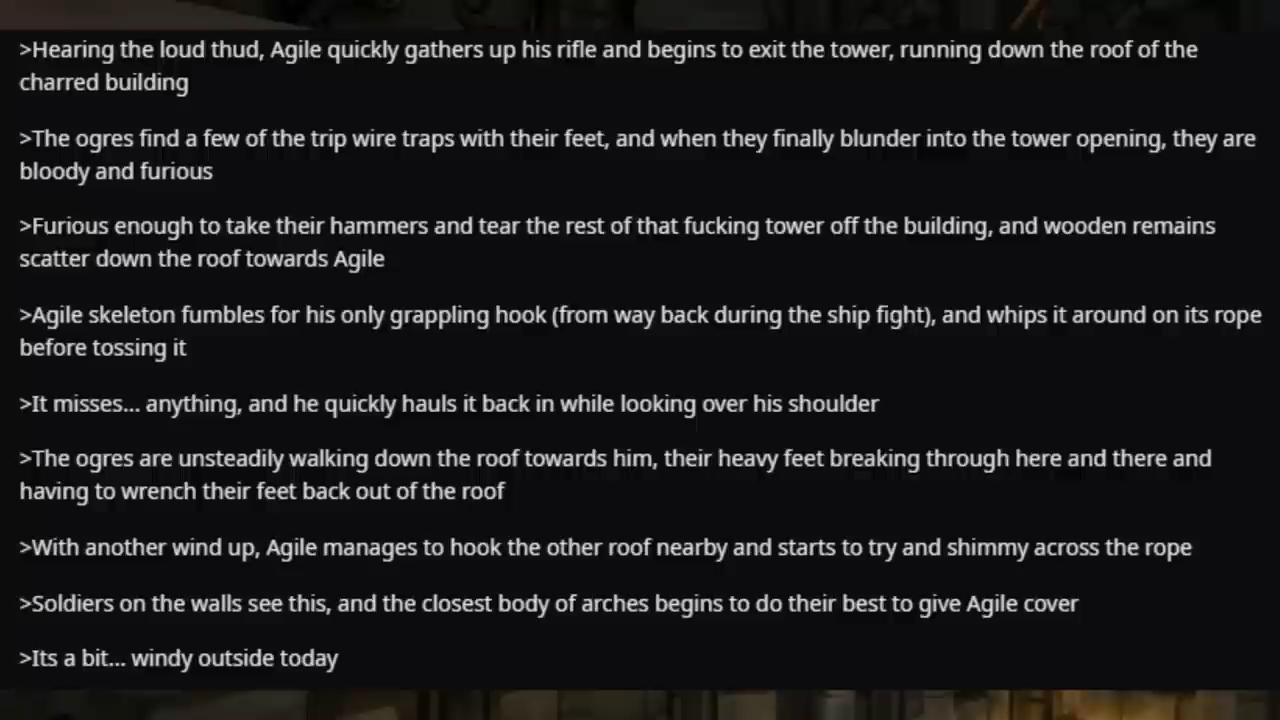 >Hearing the loud thud, Agile quickly gathers up his rifle and begins to exit the tower, running down the roof of the
charred building
>The ogres find a few of the trip wire traps with their feet, and when they finally blunder into the tower opening, they are
bloody and furious
>Furious enough to take their hammers and tear the rest of that fucking tower off the building, and wooden remains
scatter down the roof towards Agile
>Agile skeleton fumbles for his only grappling hook (from way back during the ship fight), and whips it around on its rope
before tossing it
>It misses... anything, and he quickly hauls it back in while looking over his shoulder
>The ogres are unsteadily walking down the roof towards him, their heavy feet breaking through here and there and
having to wrench their feet back out of the roof
>With another wind up, Agile manages to hook the other roof nearby and starts to try and shimmy across the rope
>Soldiers on the walls see this, and the closest body of arches begins to do their best to give Agile cover
>Its a bit... windy outside today